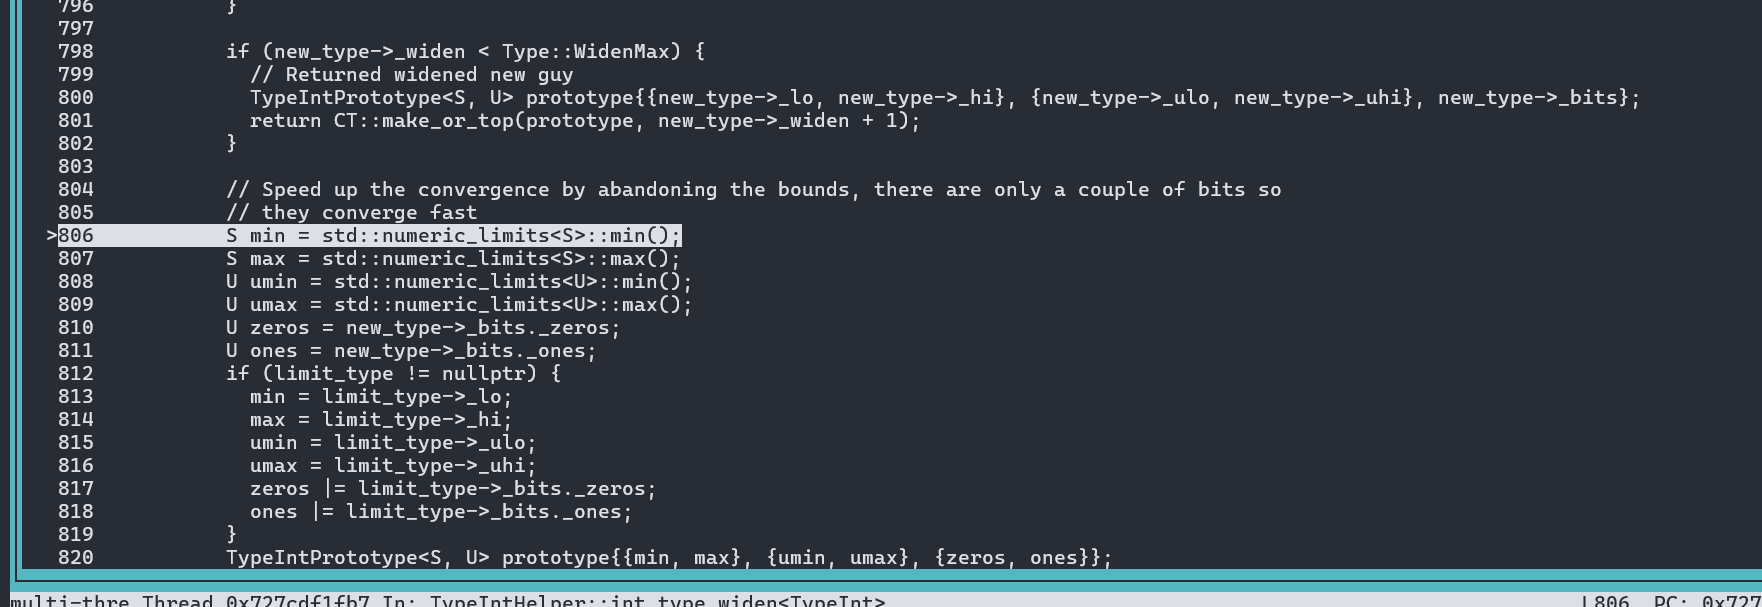 796            }
797
798            if (new_type->_widen < Type::WidenMax) {
799              // Returned widened new guy
800              TypeIntPrototype<S, U> prototype{{new_type->_lo, new_type->_hi}, {new_type->_ulo, new_type->_uhi}, new_type->_bits};
801              return CT::make_or_top(prototype, new_type->_widen + 1);
802            }
803
804            // Speed up the convergence by abandoning the bounds, there are only a couple of bits so
805            // they converge fast
>806           S min = std::numeric_limits<S>::min();
807            S max = std::numeric_limits<S>::max();
808            U umin = std::numeric_limits<U>::min();
809            U umax = std::numeric_limits<U>::max();
810            U zeros = new_type->_bits._zeros;
811            U ones = new_type->_bits._ones;
812            if (limit_type != nullptr) {
813              min = limit_type->_lo;
814              max = limit_type->_hi;
815              umin = limit_type->_ulo;
816              umax = limit_type->_uhi;
817              zeros |= limit_type->_bits._zeros;
818              ones |= limit_type->_bits._ones;
819            }
820            TypeIntPrototype<S, U> prototype{{min, max}, {umin, umax}, {zeros, ones}};
multi-thre Thread 0x727cdf1fb7 In: TypeIntHelper::int_type_widen<TypeInt> L806 PC: 0x727